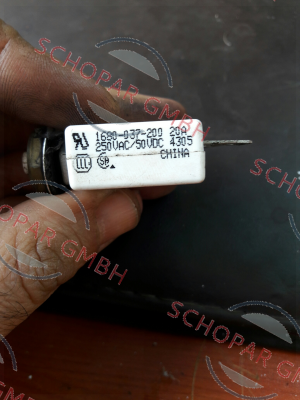 SCHOPAR GMBH
1680-037-200 20A
250VAC/50VDC 4305
CHINA
SCHOPAR GMBH
SCHOPAR GMBH